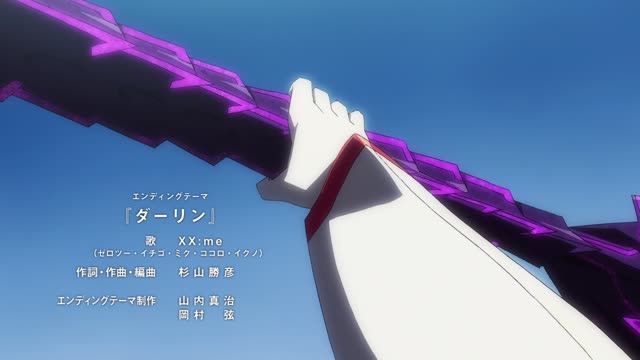 エンディングテーマ
『ダーリン』
歌 XX:me
(ゼロツー・イチゴ・ミク・ココロ・イクノ)
作詞・作曲・編曲 杉山勝彦
エンディングテーマ制作 山内真治
岡村 弦